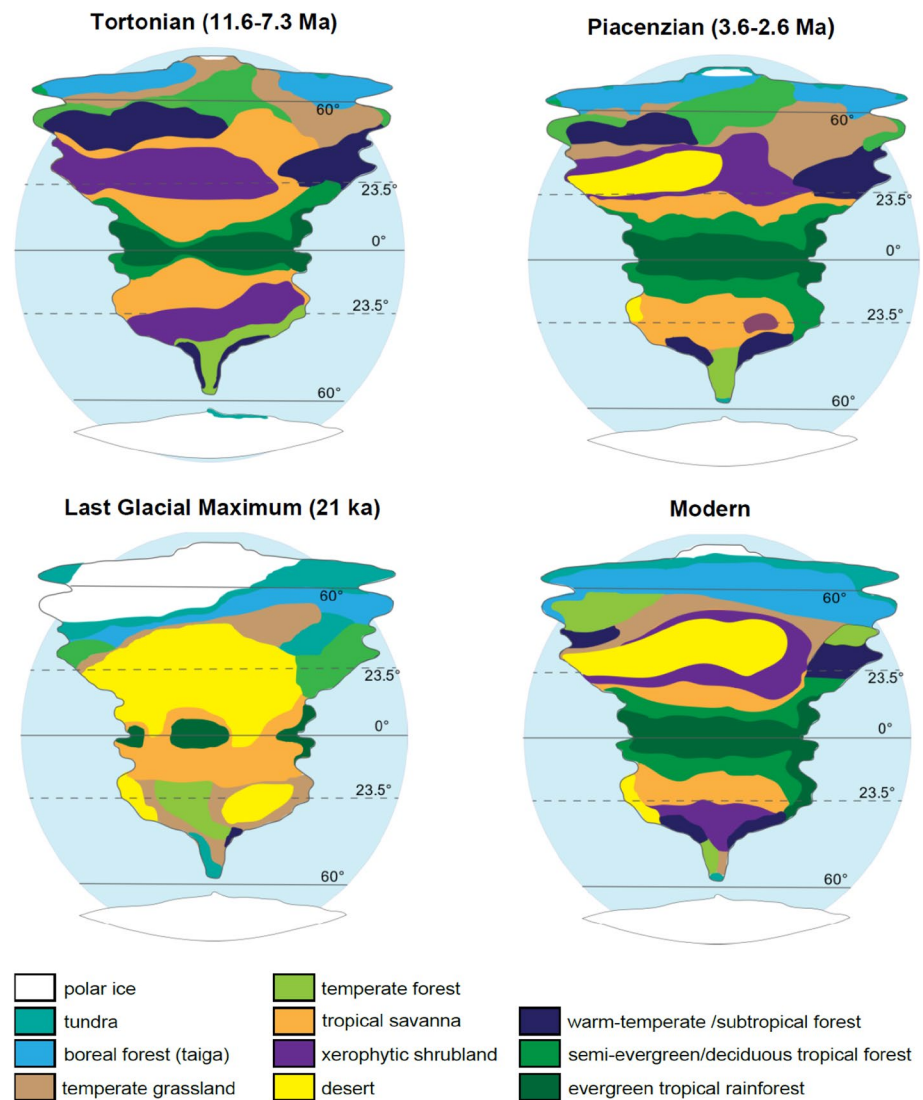 Tortonian (11.6-7.3 Ma)
60°
23.5°
0°
23.5°
60°
Piacenzian (3.6-2.6 Ma)
60°
23.5°
0°
23.5°
60°
Last Glacial Maximum (21 ka)
60°
23.5°
0°
23.5°
60°
Modern
60°
23.5°
0°
23.5°
60°
polar ice
tundra
boreal forest (taiga)
temperate grassland
temperate forest
tropical savanna
xerophytic shrubland
desert
warm-temperate /subtropical forest
semi-evergreen/deciduous tropical forest
evergreen tropical rainforest